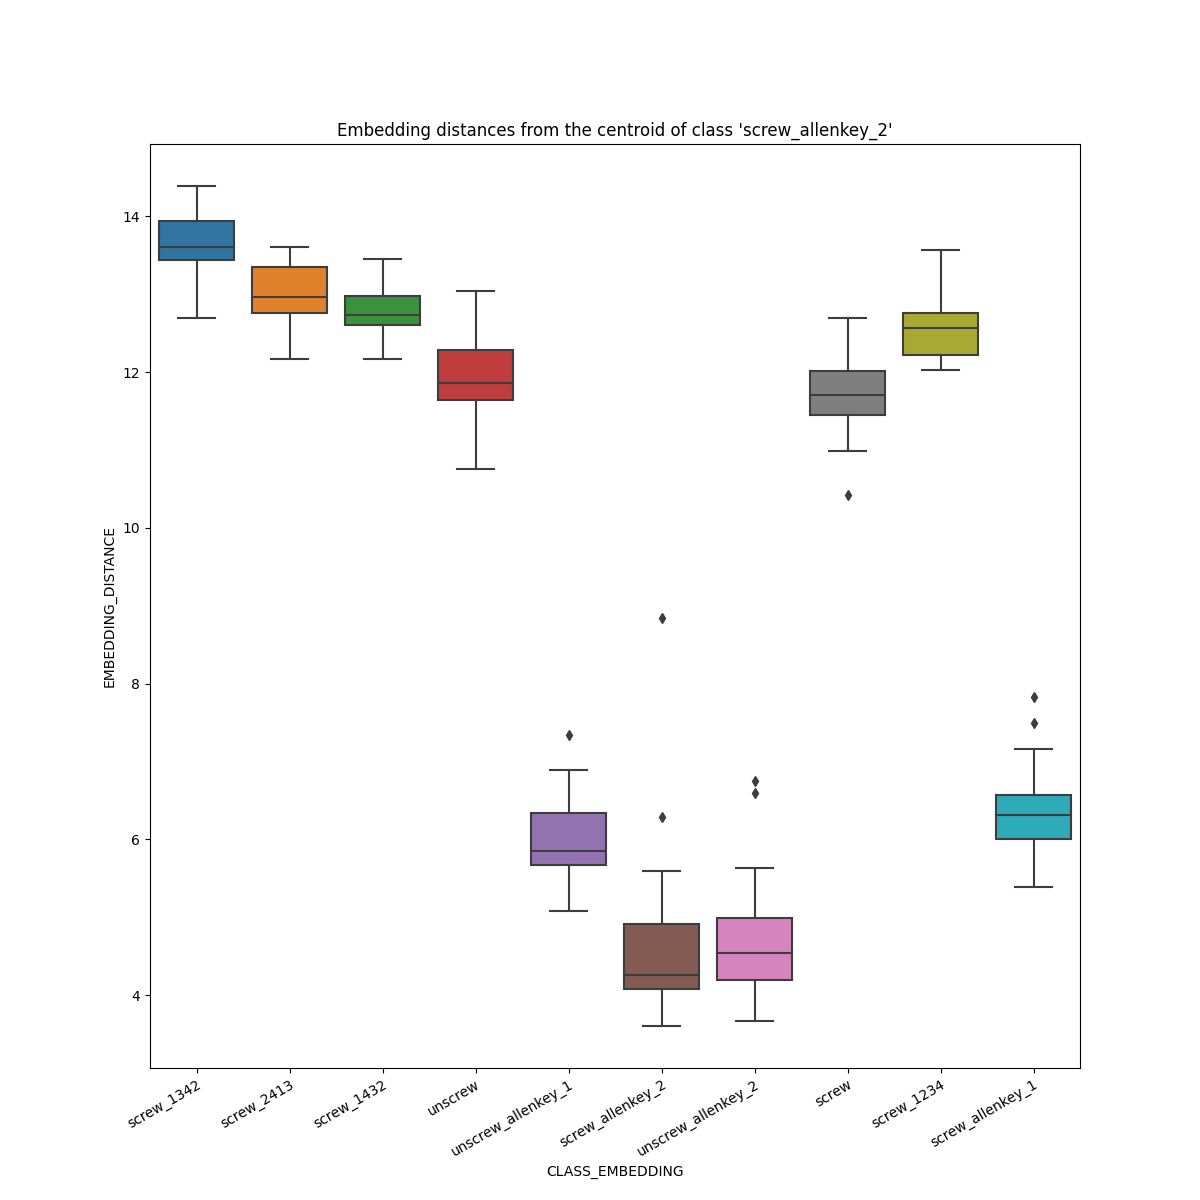 Embedding distances from the centroid of class 'screw_allenkey_2'
14
12
10
8
6
4
EMBEDDING_DISTANCE
screw_1342
screw_2413
screw_1432
unscrew
unscrew_allenkey_1
screw_allenkey_2
unscrew_allenkey_2
screw
screw_1234
screw_allenkey_1
CLASS_EMBEDDING